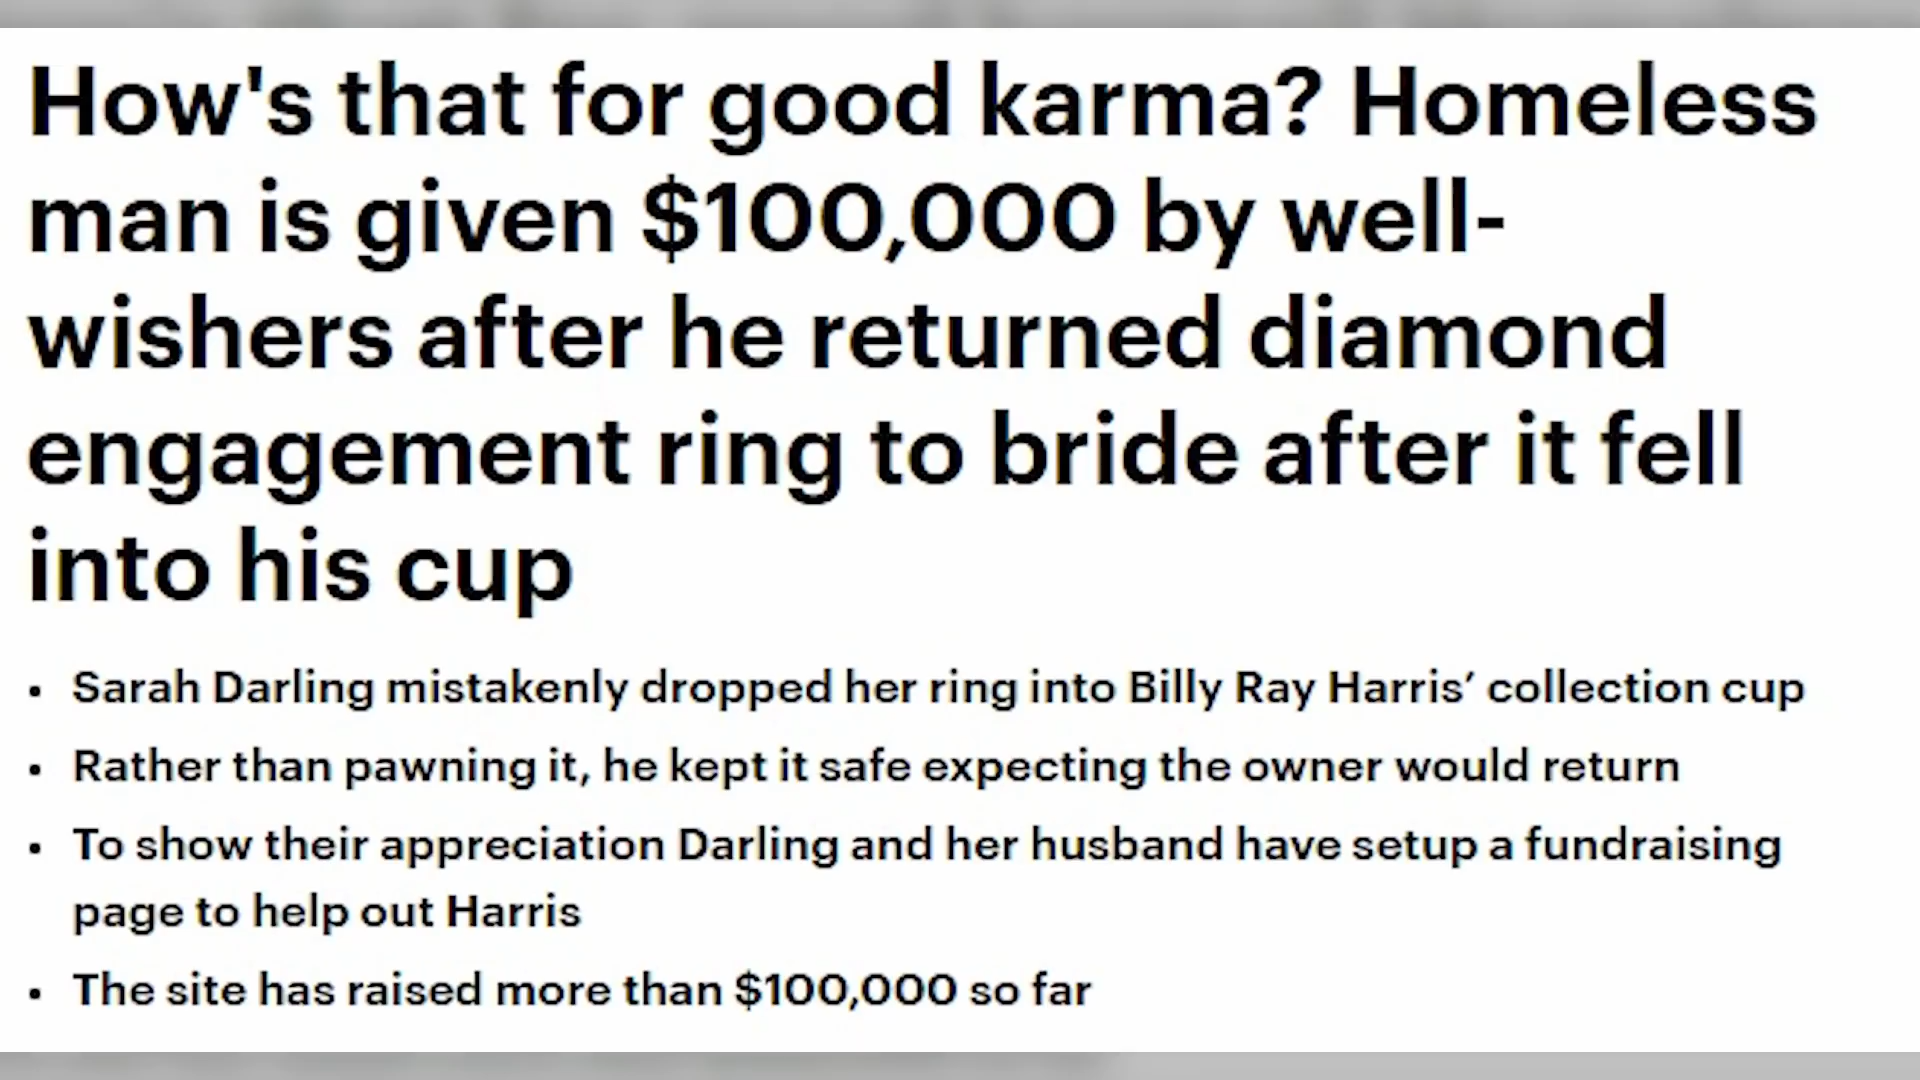 How's that for good karma? Homeless
man is given $100,000 by well-
wishers after he returned diamond
engagement ring to bride after it fell
into his cup
• Sarah Darling mistakenly dropped her ring into Billy Ray Harris’ collection cup
• Rather than pawning it, he kept it safe expecting the owner would return
• To show their appreciation Darling and her husband have setup a fundraising
page to help out Harris
• The site has raised more than $100,000 so far